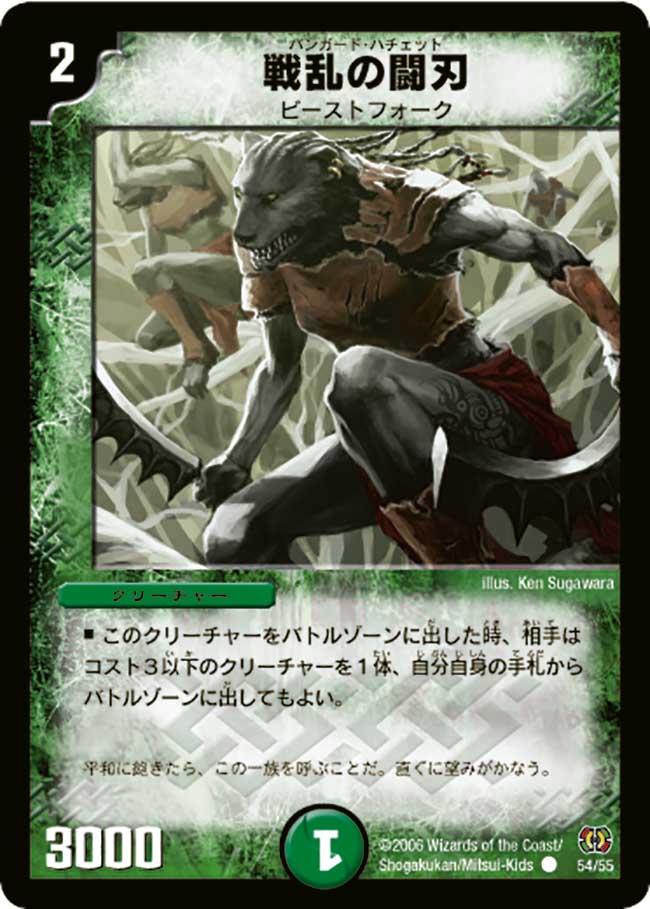 2
バンガード・ハチェット
戦乱の闘刃
ビーストフォーク
illus. Ken Sugawara
クリーチャー
■ このクリーチャーをバトルゾーンに出した時、相手は
コスト3以下のクリーチャーを1体、自分自身の手札から
バトルゾーンに出してもよい。
平和に飽きたら、この一族を呼ぶことだ。直ぐに望みがかなう。
3000
1
©2006 Wizards of the Coast/
Shogakukan/Mitsui-Kids
54/55